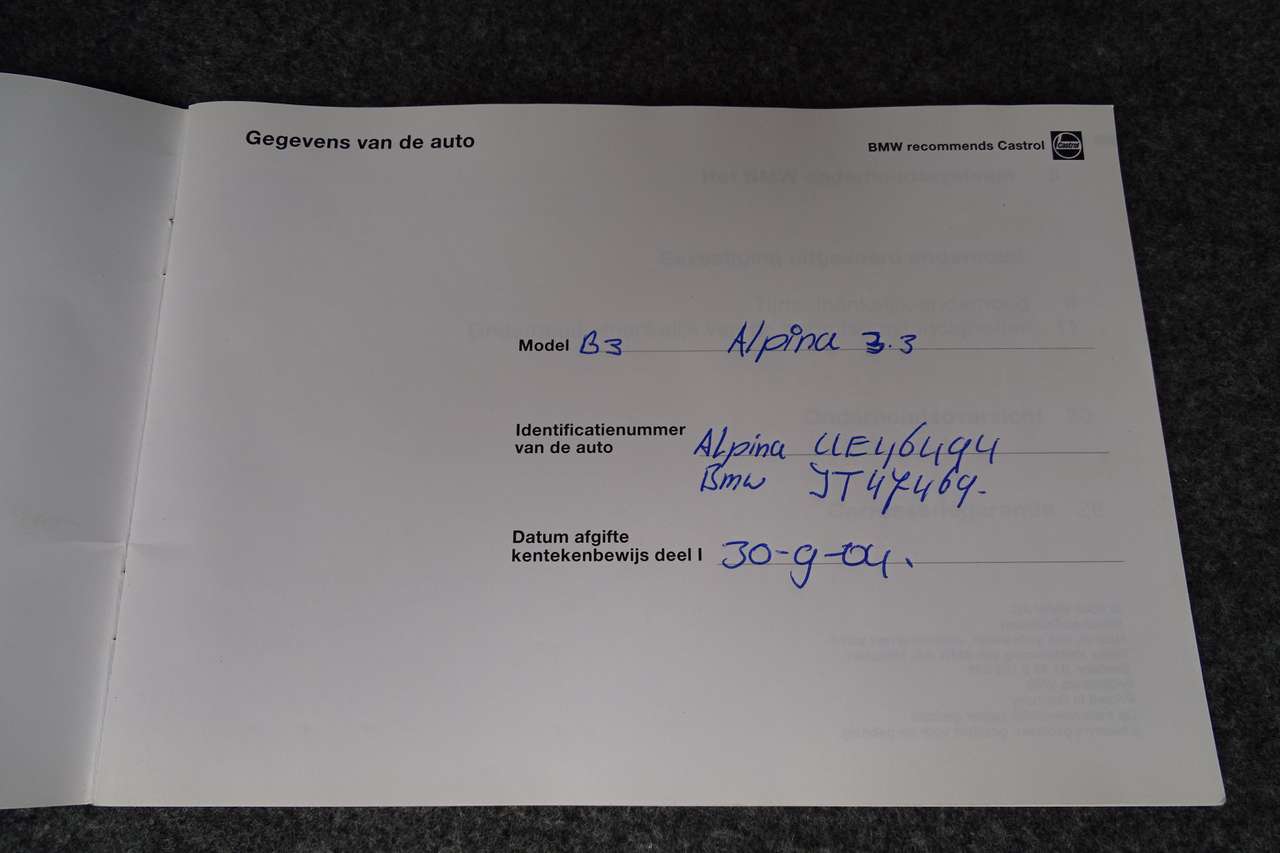 Gegevens van de auto
BMW recommends Castrol
Castrol
Model B3 Alpina 3.3
Identificatienummer
van de auto
Alpina UE46494
Bmw JT47469.
Datum afgifte
kentekenbewijs deel I 30-9-04.